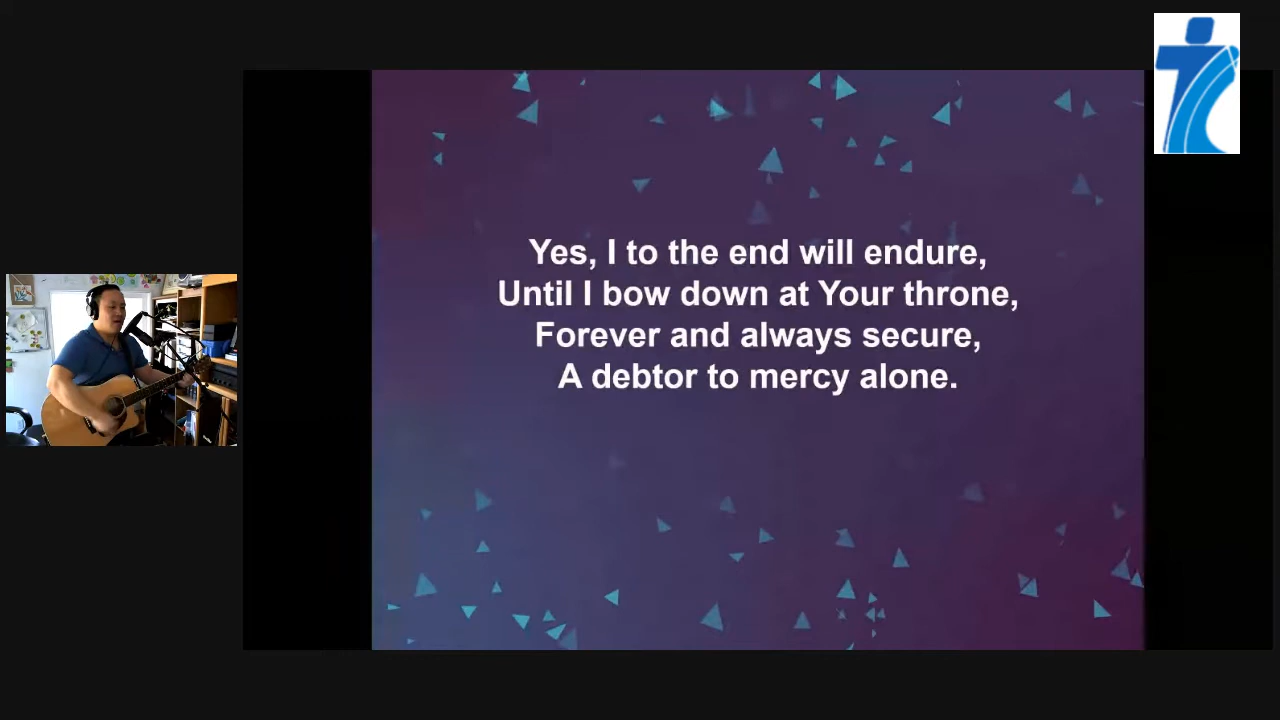 Yes, I to the end will endure,
Until I bow down at Your throne,
Forever and always secure,
A debtor to mercy alone.